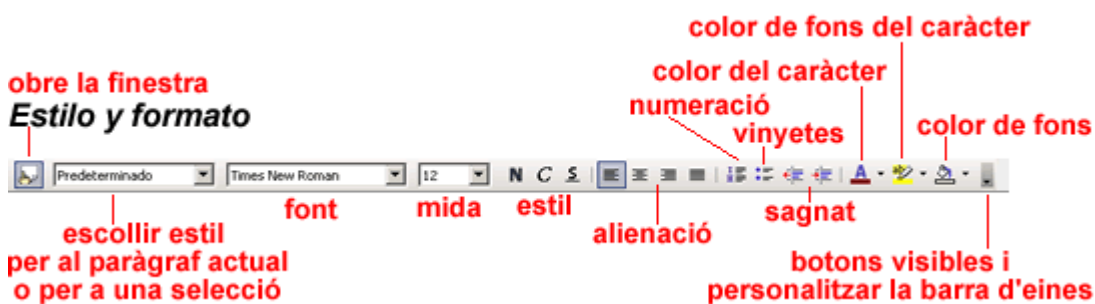 color de fons del caràcter
color del caràcter
obre la finestra
Estilo y formato
numeració
vinyetes
color de fons
Predeterminado
Times New Roman
12
N C S
A
font
mida
estil
alienació
sagnat
escollir estil
per al paràgraf actual
o per a una selecció
botons visibles i
personalitzar la barra d'eines